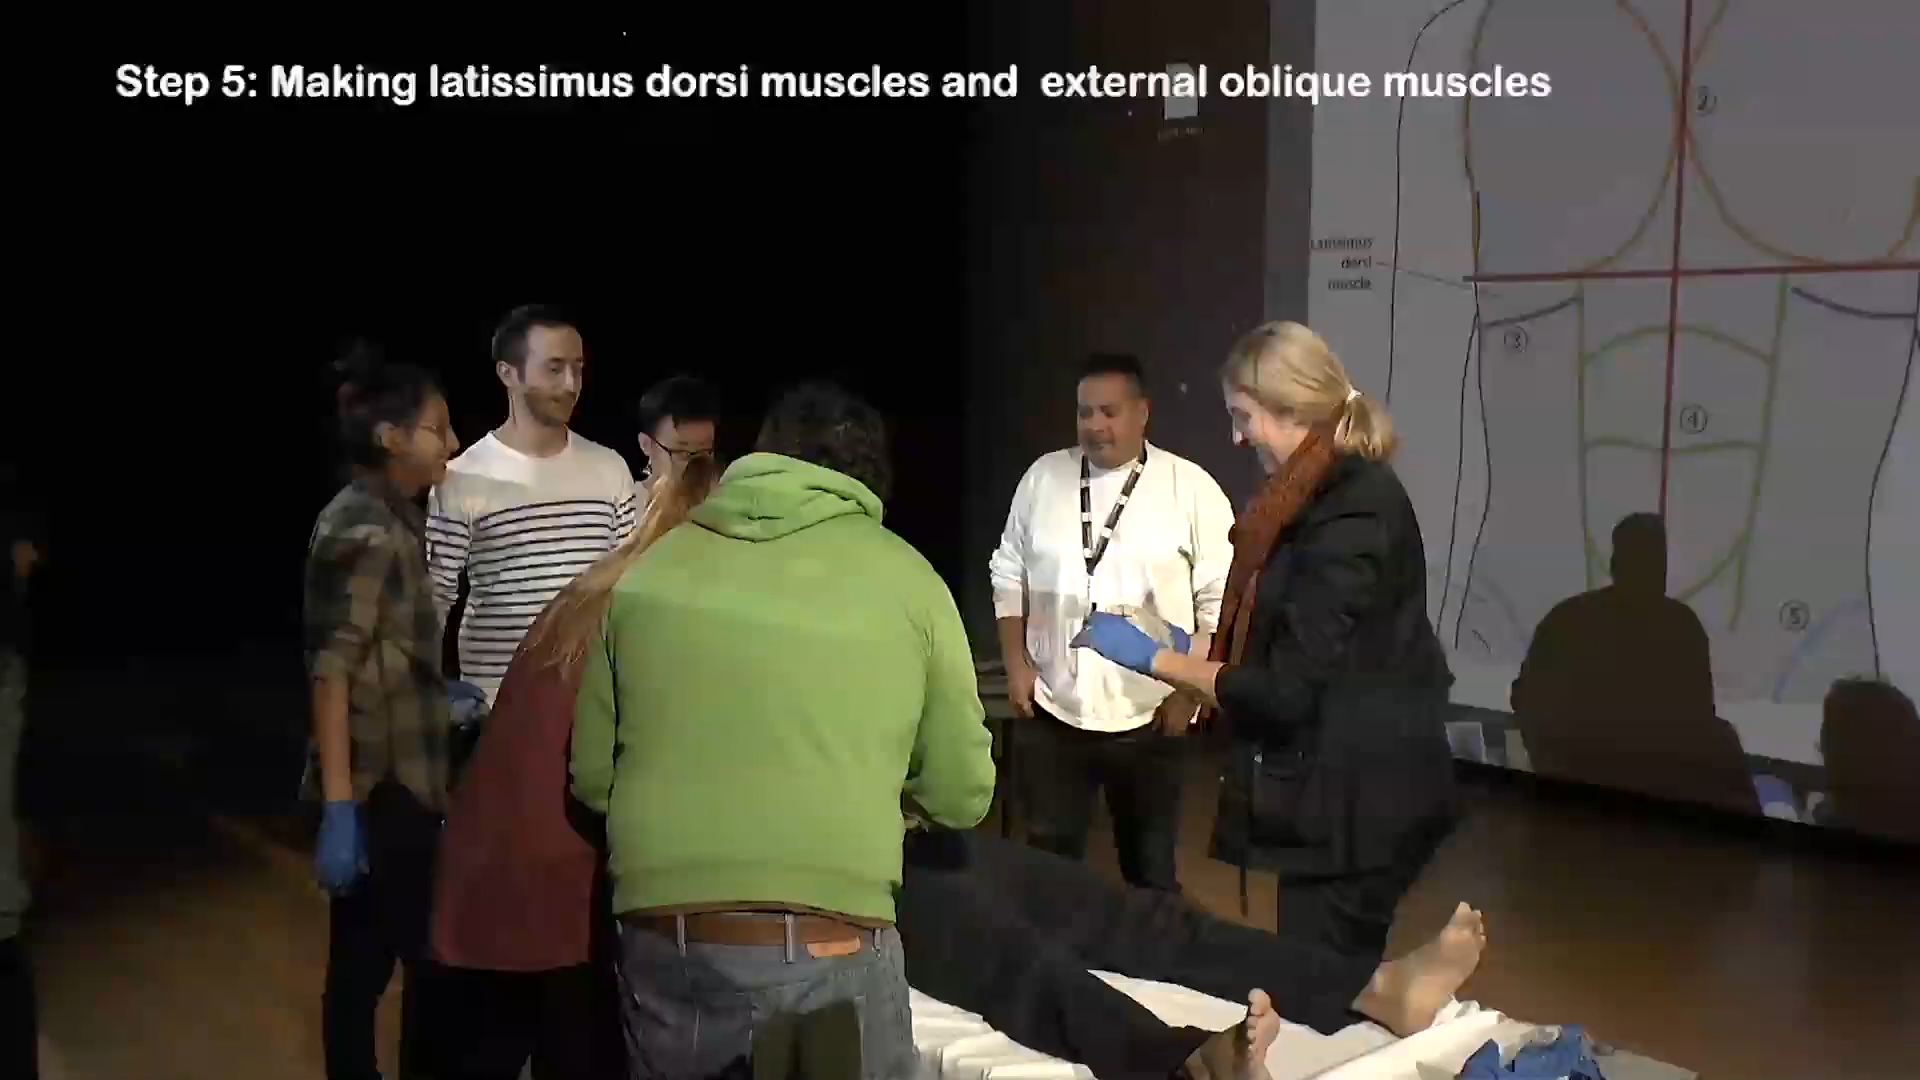 Step 5: Making latissimus dorsi muscles and  external oblique muscles
②
Latissimus
dorsi
muscle
③
④
⑤